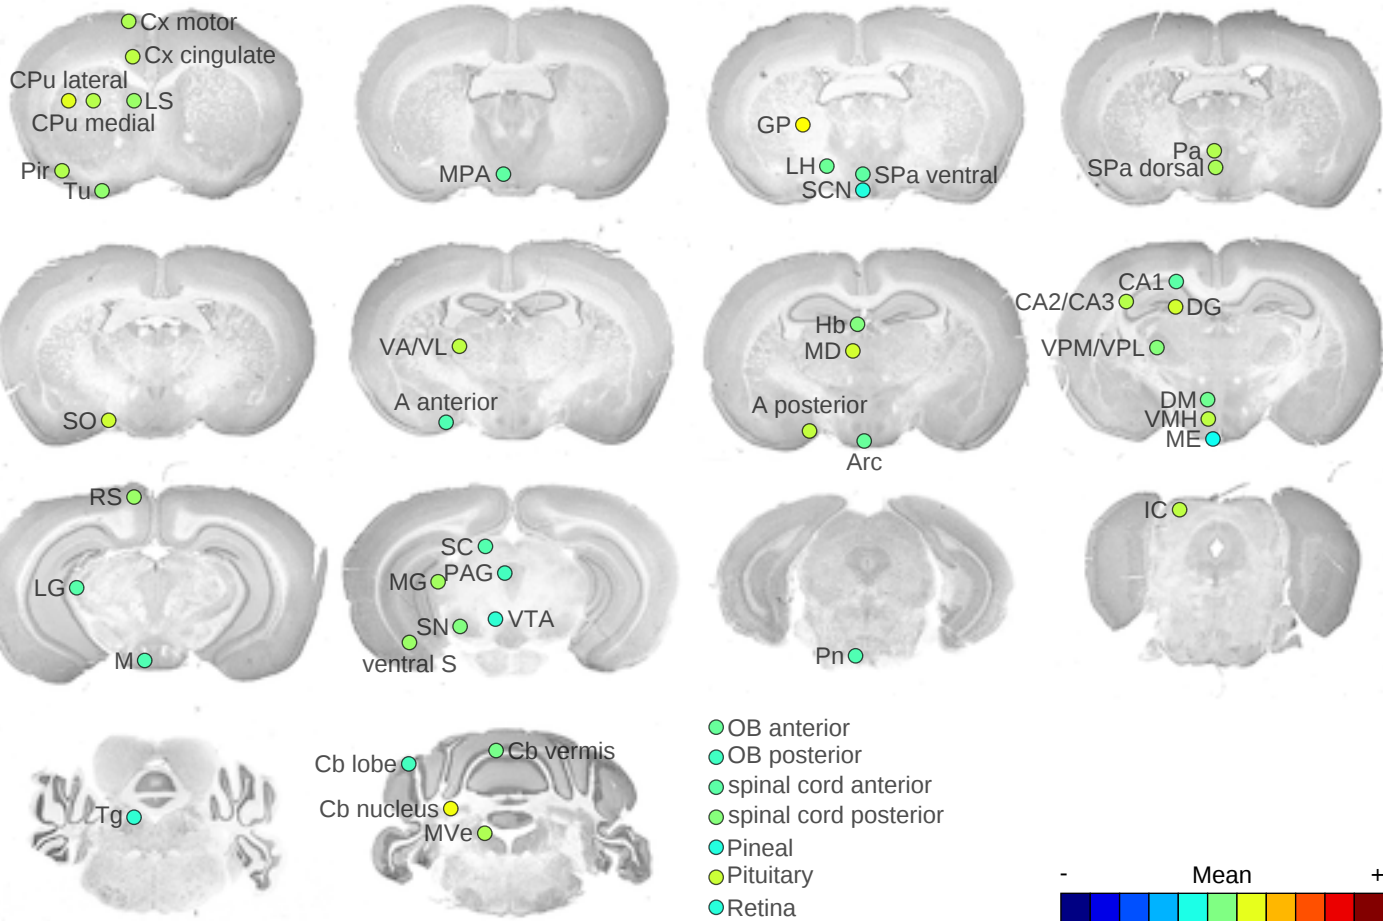 Cx motor
Cx cingulate
CPu lateral
LS
CPu medial
Pir
Tu
MPA
GP
LH
SPa ventral
SCN
Pa
SPa dorsal
SO
VA/VL
A anterior
Hb
MD
A posterior
Arc
CA1
CA2/CA3
DG
VPM/VPL
DM
VMH
ME
RS
LG
M
SC
PAG
MG
VTA
SN
ventral S
Pn
IC
Tg
Cb lobe
Cb vermis
Cb nucleus
MVe
OB anterior
OB posterior
spinal cord anterior
spinal cord posterior
Pineal
Pituitary
Retina
- Mean +